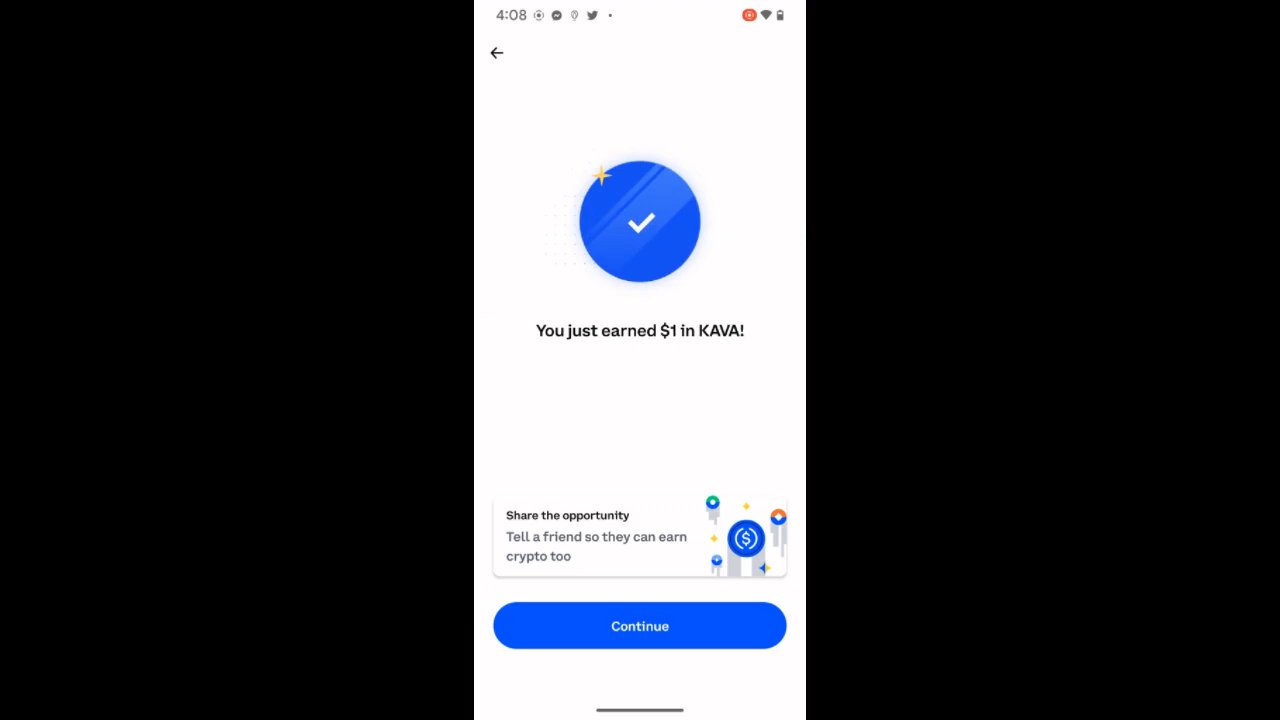 4:08
You just earned $1 in KAVA!
Share the opportunity
Tell a friend so they can earn
crypto too
Continue